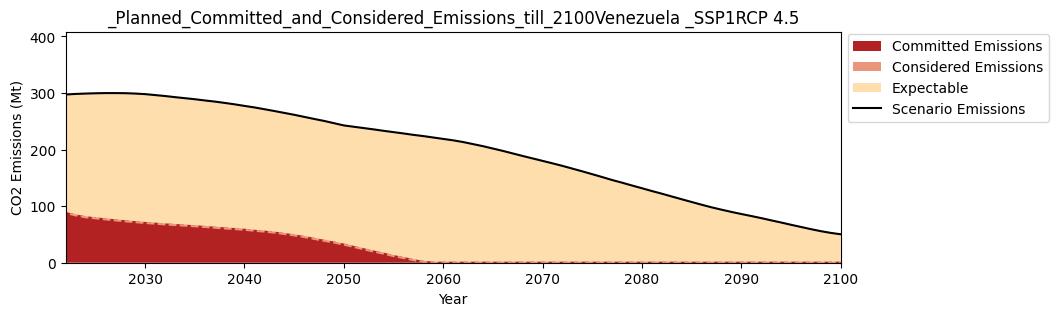 _Planned_Committed_and_Considered_Emissions_till_2100Venezuela _SSP1RCP 4.5
400
300
200
100
0
CO2 Emissions (Mt)
2030 2040 2050 2060 2070 2080 2090 2100
Year
Committed Emissions
Considered Emissions
Expectable
Scenario Emissions